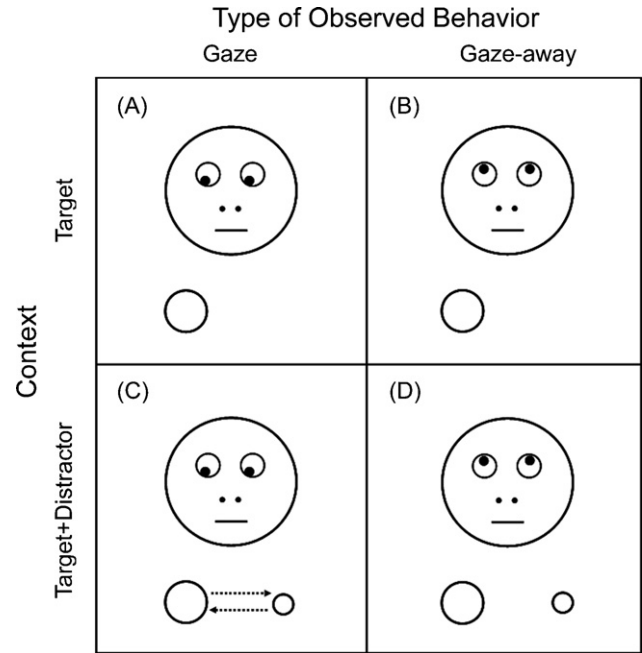 Type of Observed Behavior
Gaze Gaze-away
Context
Target
(A) (B)
Target+Distractor
(C) (D)